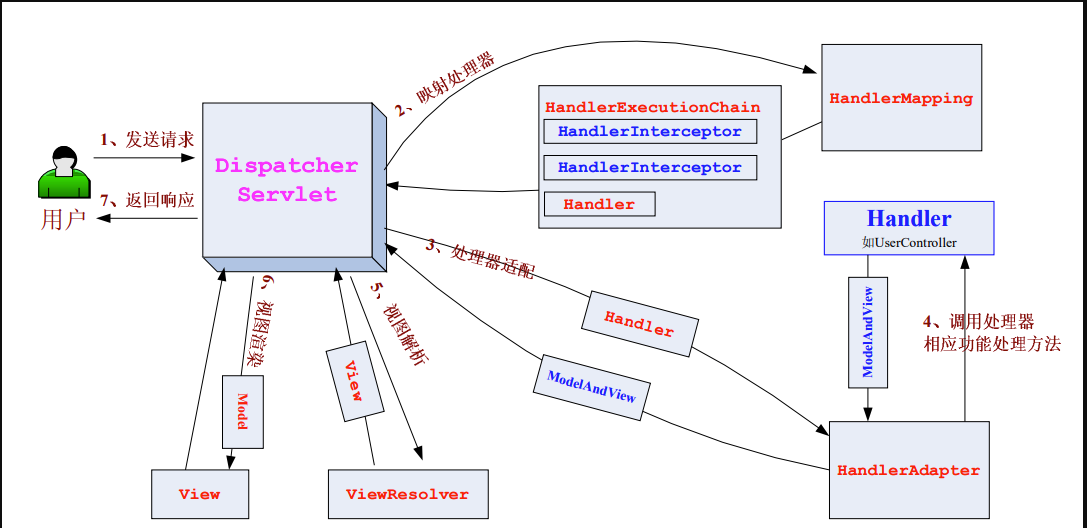 2、映射处理器
HandlerMapping
HandlerExecutionChain
HandlerInterceptor
HandlerInterceptor
Handler
1、发送请求
Dispatcher
Servlet
7、返回响应
用户
Handler
如UserController
3、处理器适配
Handler
ModelAndView
ModelAndView
4、调用处理器
相应功能处理方法
6、视图渲染
5、视图解析
View
Model
View
ViewResolver
HandlerAdapter